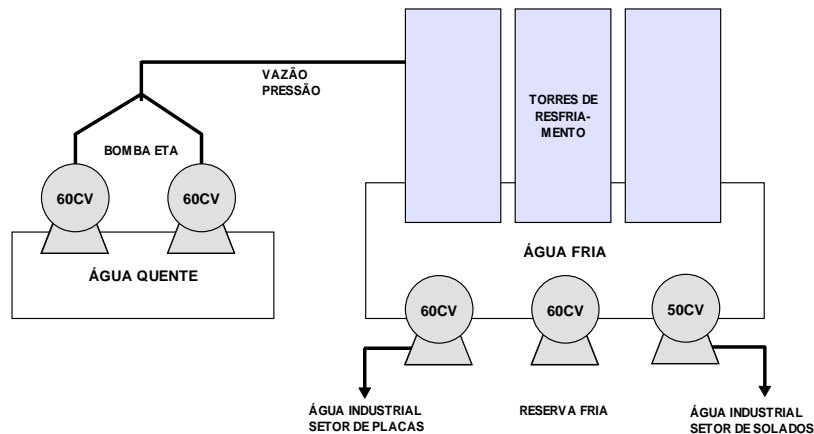 VAZÃO
PRESSÃO
TORRES DE
RESFRIA-
MENTO
BOMBA ETA
60CV
60CV
ÁGUA QUENTE
ÁGUA FRIA
60CV
60CV
50CV
ÁGUA INDUSTRIAL
SETOR DE PLACAS
RESERVA FRIA
ÁGUA INDUSTRIAL
SETOR DE SOLADOS